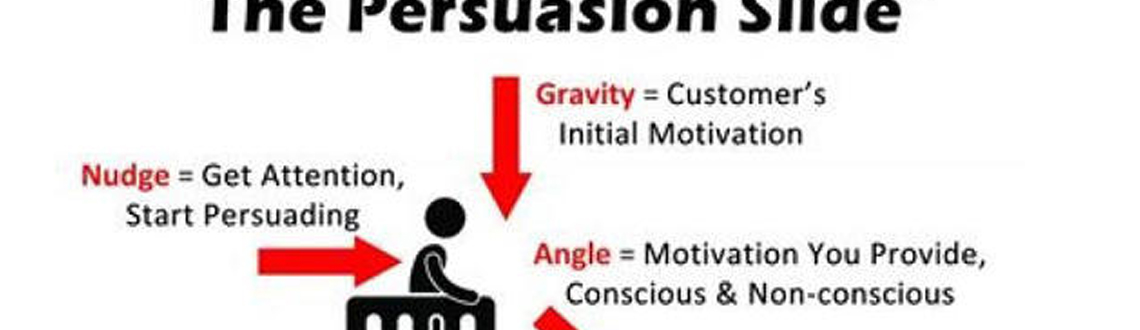 The Persuasion Slide
Gravity = Customer's
Initial Motivation
Nudge = Get Attention,
Start Persuading
Angle = Motivation You Provide,
Conscious & Non-conscious